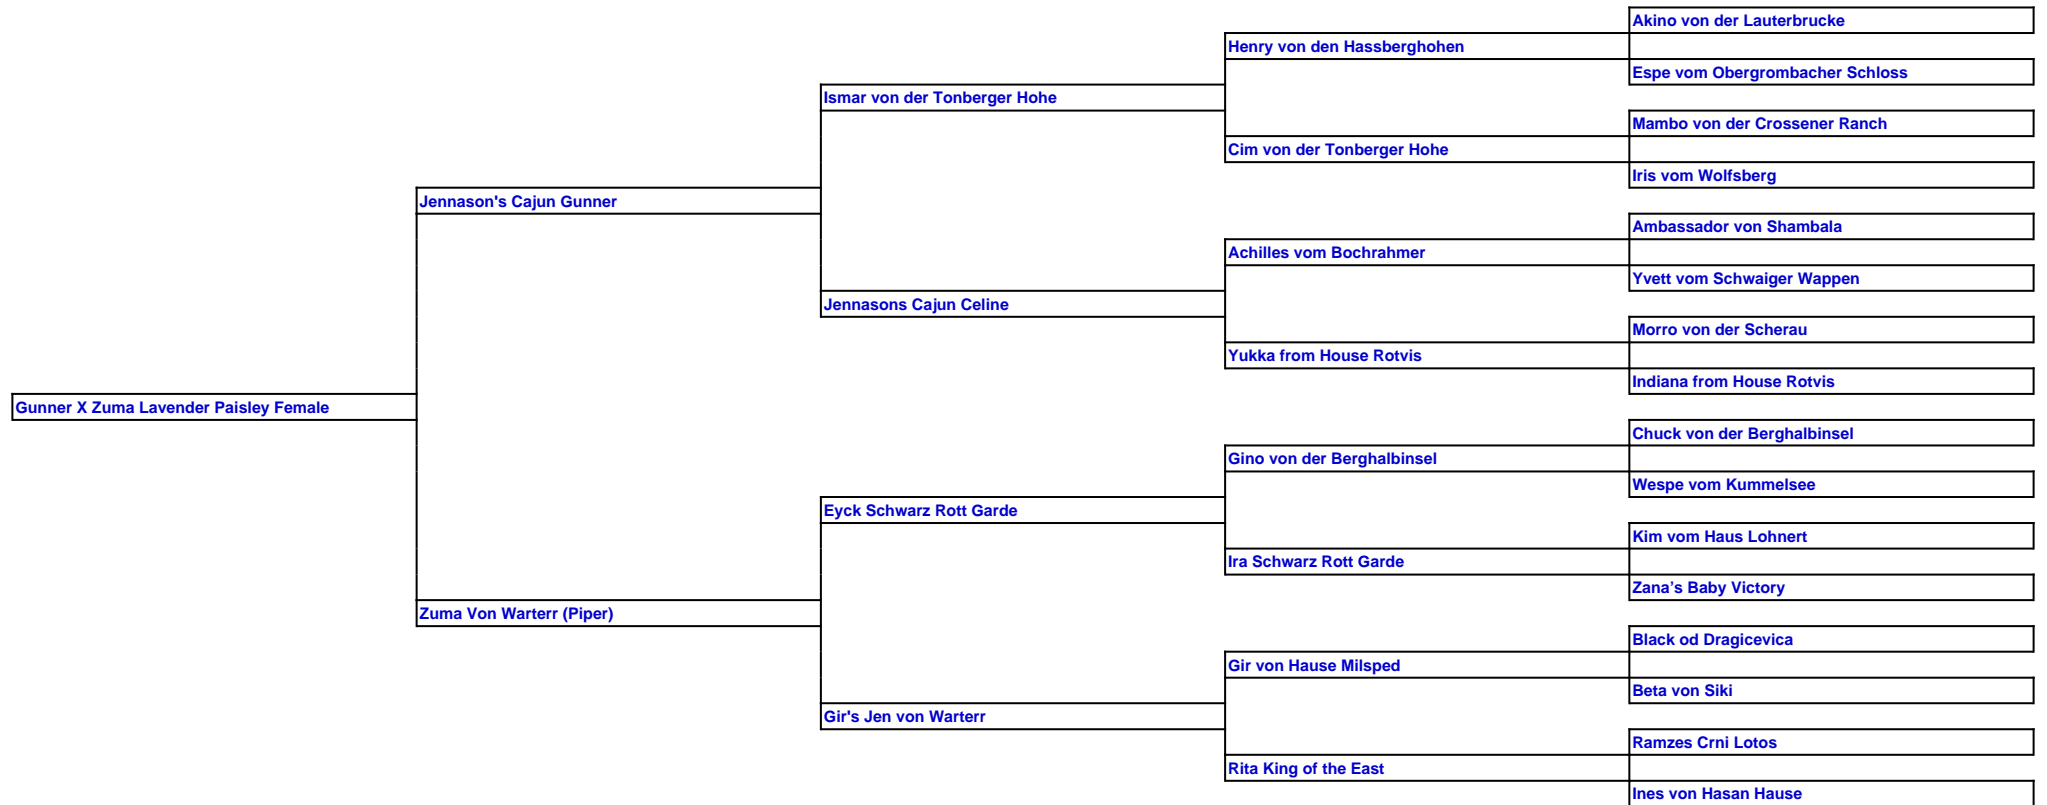 Akino von der Lauterbrucke
Henry von den Hassberghohen
Espe vom Obergrombacher Schloss
Ismar von der Tonberger Hohe
Mambo von der Crossener Ranch
Cim von der Tonberger Hohe
Iris vom Wolfsberg
Jennason's Cajun Gunner
Ambassador von Shambala
Achilles vom Bochrahmer
Yvett vom Schwaiger Wappen
Jennasons Cajun Celine
Morro von der Scherau
Yukka from House Rotvis
Indiana from House Rotvis
Gunner X Zuma Lavender Paisley Female
Chuck von der Berghalbinsel
Gino von der Berghalbinsel
Wespe vom Kummelsee
Eyck Schwarz Rott Garde
Kim vom Haus Lohnert
Ira Schwarz Rott Garde
Zana’s Baby Victory
Zuma Von Warterr (Piper)
Black od Dragicevica
Gir von Hause Milsped
Beta von Siki
Gir's Jen von Warterr
Ramzes Crni Lotos
Rita King of the East
Ines von Hasan Hause